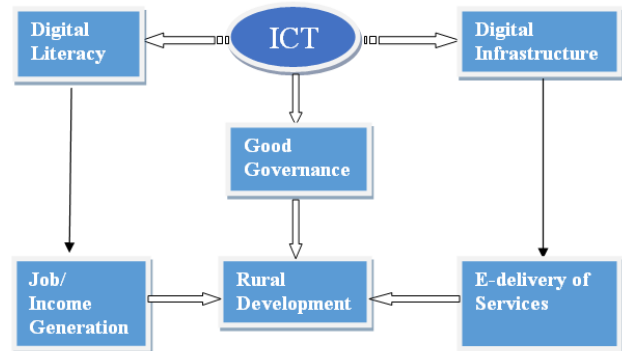 Digital
Literacy
ICT
Digital
Infrastructure
Good
Governance
Job/
Income
Generation
Rural
Development
E-delivery of
Services